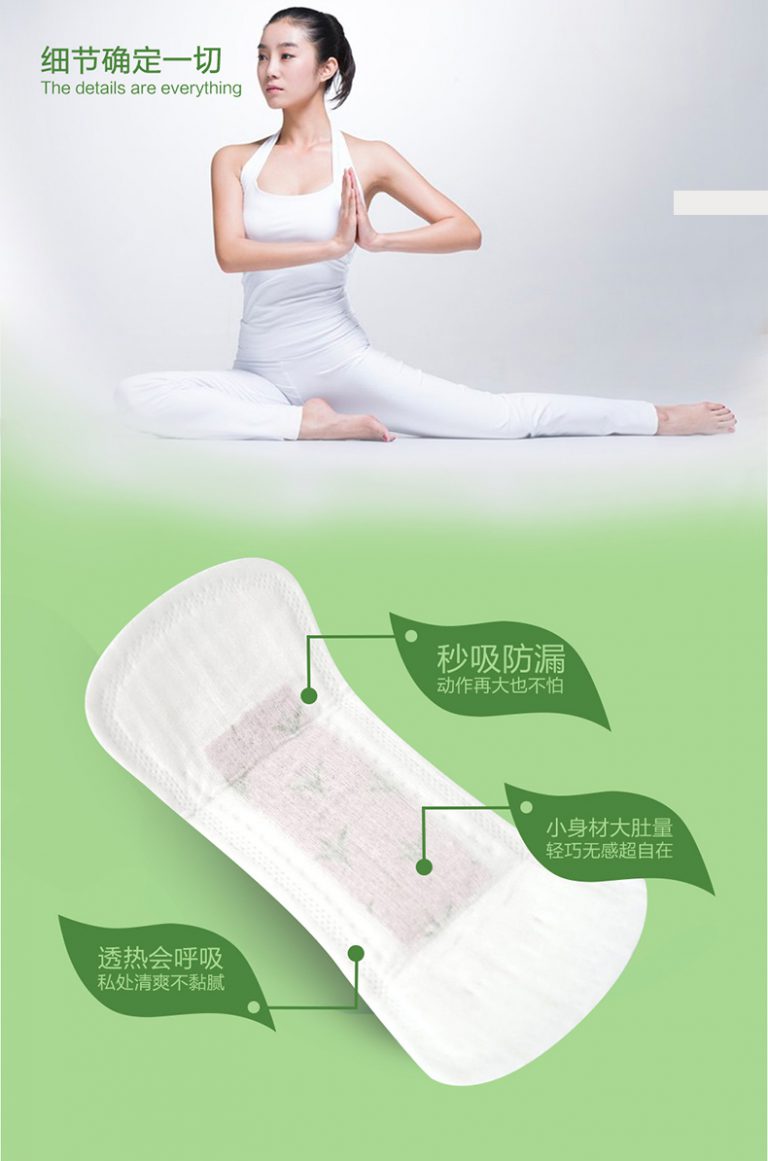 细节确定一切
The details are everything
秒吸防漏
动作再大也不怕
小身材大肚量
轻巧无感超自在
透热会呼吸
私处清爽不黏腻